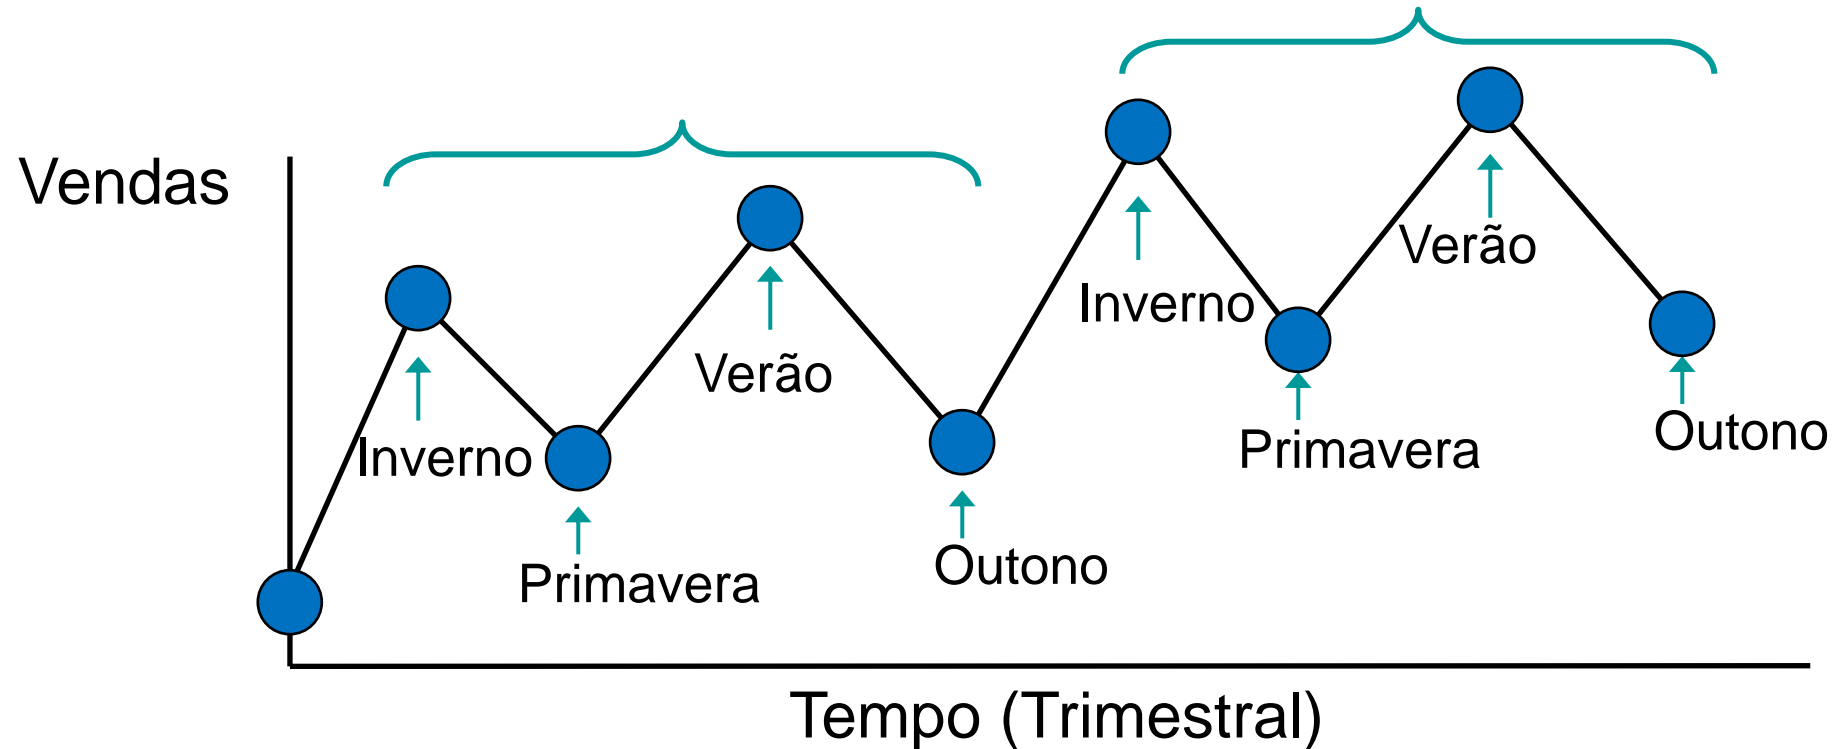 Vendas
Verão
Inverno
Verão
Outono
Inverno
Primavera
Outono
Primavera
Tempo (Trimestral)